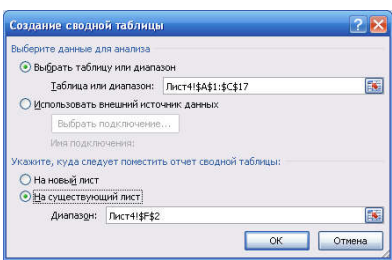 Создание сводной таблицы
Выберите данные для анализа
Выбрать таблицу или диапазон
Таблица или диапазон: Лист4!$A$1:$C$17
Использовать внешний источник данных
Выбрать подключение...
Имя подключения:
Укажите, куда следует поместить отчет сводной таблицы:
На новый лист
На существующий лист
Диапазон: Лист4!$F$2
ОК Отмена